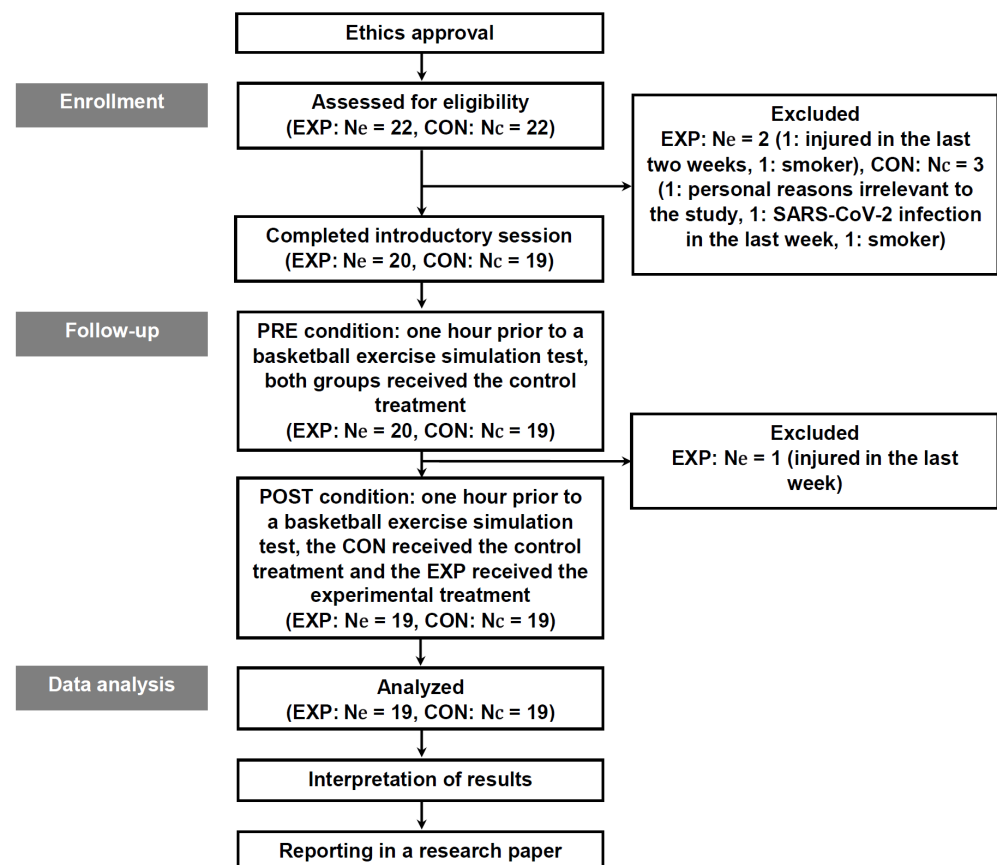 Ethics approval
Enrollment
Assessed for eligibility
(EXP: Ne = 22, CON: Nc = 22)
Excluded
EXP: Ne = 2 (1: injured in the last
two weeks, 1: smoker), CON: Nc = 3
(1: personal reasons irrelevant to
the study, 1: SARS-CoV-2 infection
in the last week, 1: smoker)
Completed introductory session
(EXP: Ne = 20, CON: Nc = 19)
Follow-up
PRE condition: one hour prior to a
basketball exercise simulation test,
both groups received the control
treatment
(EXP: Ne = 20, CON: Nc = 19)
Excluded
EXP: Ne = 1 (injured in the last
week)
POST condition: one hour prior to
a basketball exercise simulation
test, the CON received the control
treatment and the EXP received the
experimental treatment
(EXP: Ne = 19, CON: Nc = 19)
Data analysis
Analyzed
(EXP: Ne = 19, CON: Nc = 19)
Interpretation of results
Reporting in a research paper